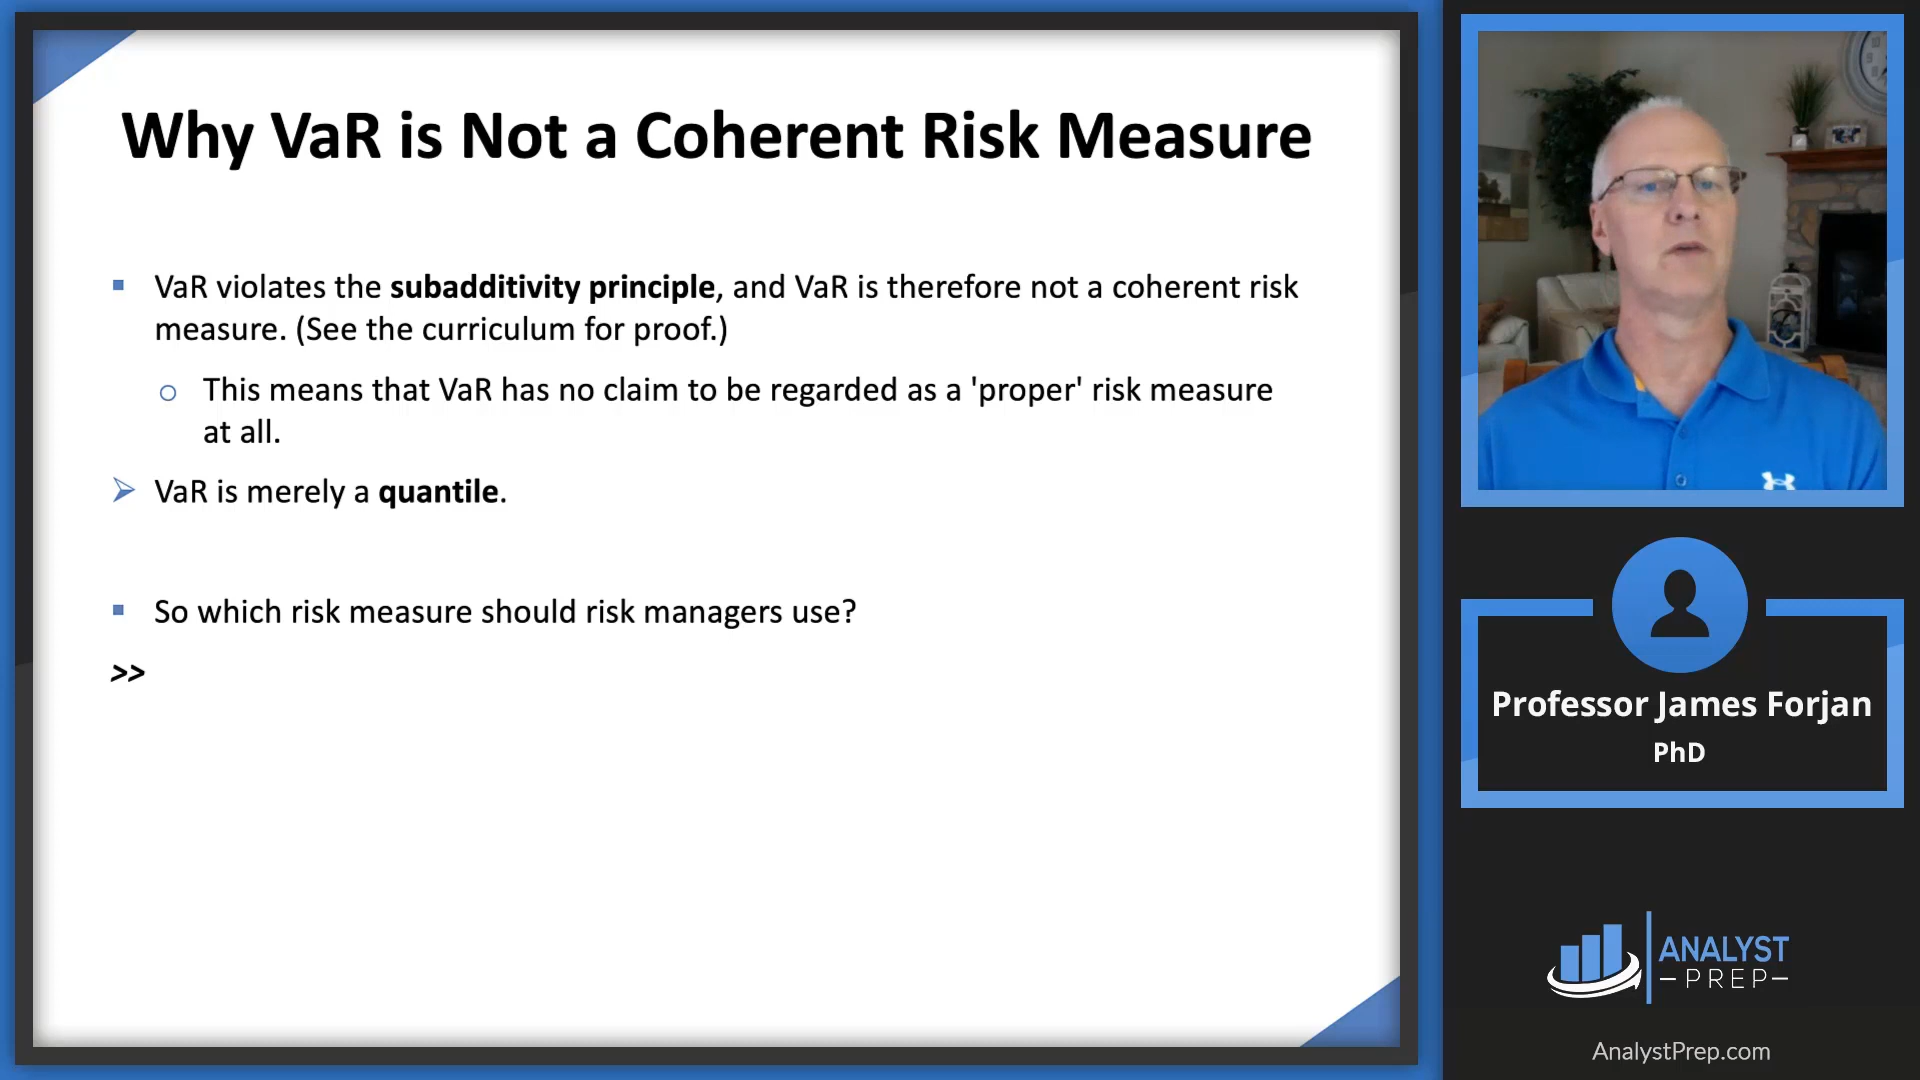 Why VaR is Not a Coherent Risk Measure
VaR violates the subadditivity principle, and VaR is therefore not a coherent risk
measure. (See the curriculum for proof.)
This means that VaR has no claim to be regarded as a 'proper' risk measure
at all.
VaR is merely a quantile.
So which risk measure should risk managers use?
>>
Professor James Forjan
PhD
ANALYST
PREP
AnalystPrep.com